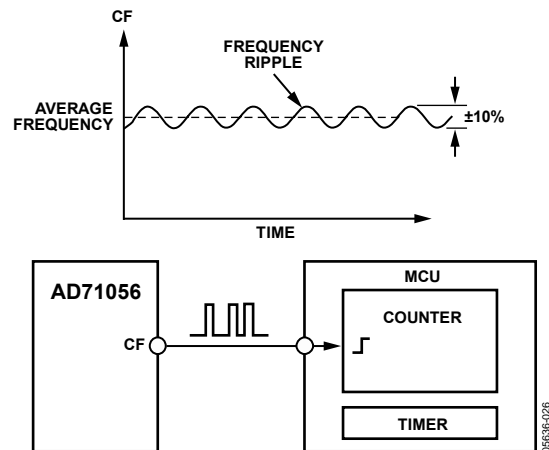 CF
FREQUENCY
RIPPLE
AVERAGE
FREQUENCY
±10%
TIME
AD71056
CF
MCU
COUNTER
TIMER
05636-026